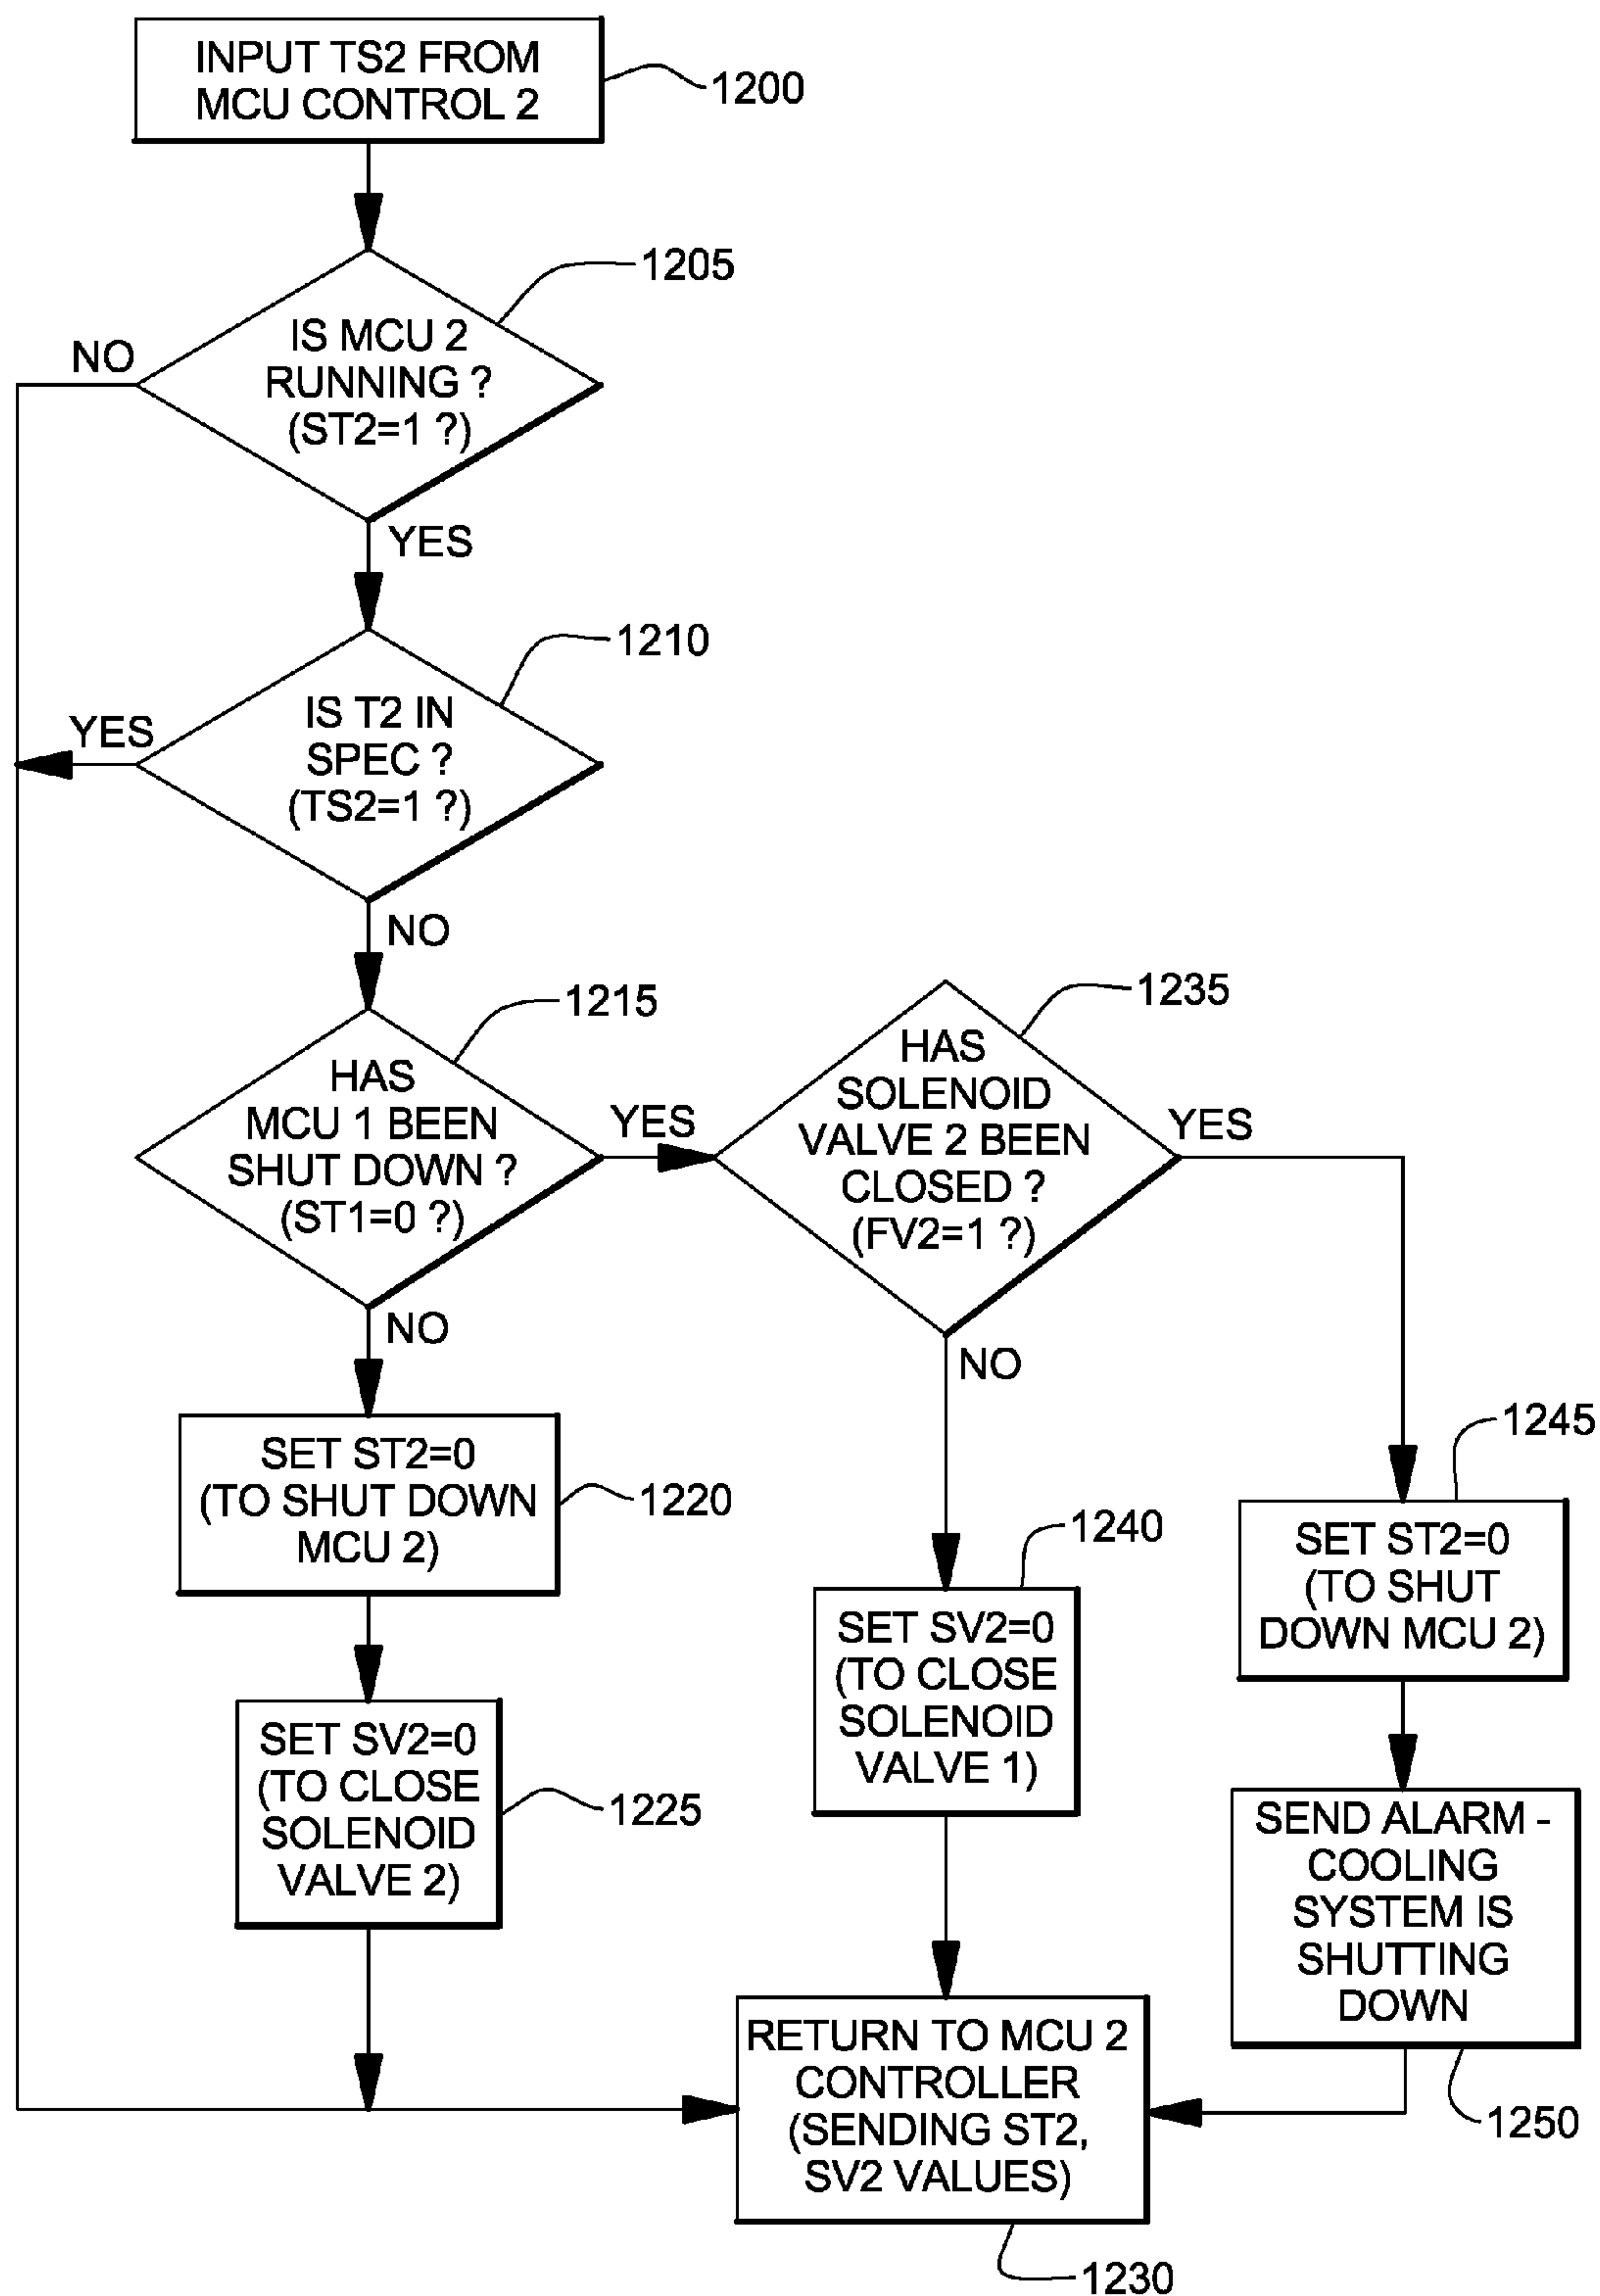 INPUT TS2 FROM
MCU CONTROL 2
1200
1205
IS MCU 2
RUNNING ?
(ST2=1 ?)
NO
YES
1210
IS T2 IN
SPEC ?
(TS2=1 ?)
YES
NO
1215
HAS
MCU 1 BEEN
SHUT DOWN ?
(ST1=0 ?)
YES
NO
1235
HAS
SOLENOID
VALVE 2 BEEN
CLOSED ?
(FV2=1 ?)
YES
NO
SET ST2=0
(TO SHUT DOWN
MCU 2)
1220
SET SV2=0
(TO CLOSE
SOLENOID
VALVE 2)
1225
1240
SET SV2=0
(TO CLOSE
SOLENOID
VALVE 1)
1245
SET ST2=0
(TO SHUT
DOWN MCU 2)
SEND ALARM -
COOLING
SYSTEM IS
SHUTTING
DOWN
1250
RETURN TO MCU 2
CONTROLLER
(SENDING ST2,
SV2 VALUES)
1230